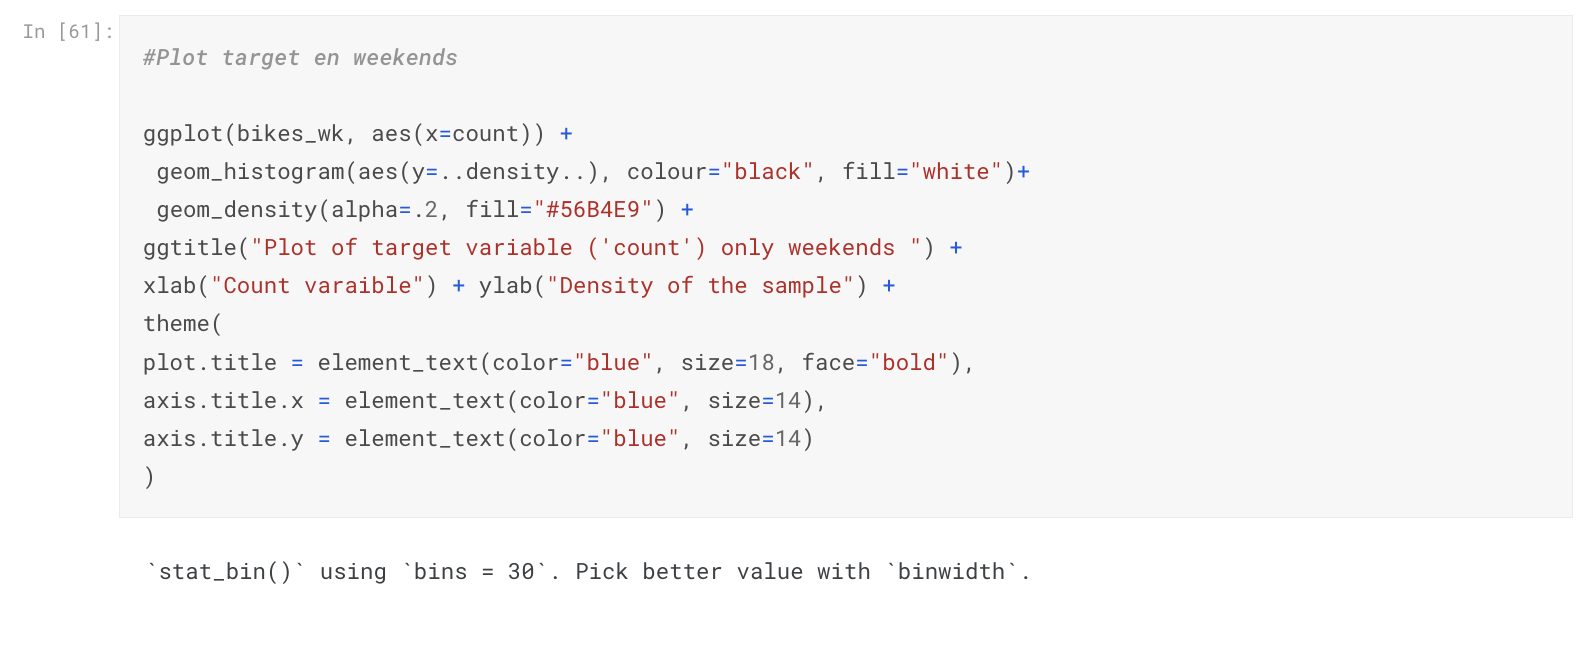 In [61]:
#Plot target en weekends
ggplot(bikes_wk, aes(x=count)) +
 geom_histogram(aes(y=..density..), colour="black", fill="white")+
 geom_density(alpha=.2, fill="#56B4E9") +
ggtitle("Plot of target variable ('count') only weekends ") +
xlab("Count varaible") + ylab("Density of the sample") +
theme(
plot.title = element_text(color="blue", size=18, face="bold"),
axis.title.x = element_text(color="blue", size=14),
axis.title.y = element_text(color="blue", size=14)
)
`stat_bin()` using `bins = 30`. Pick better value with `binwidth`.